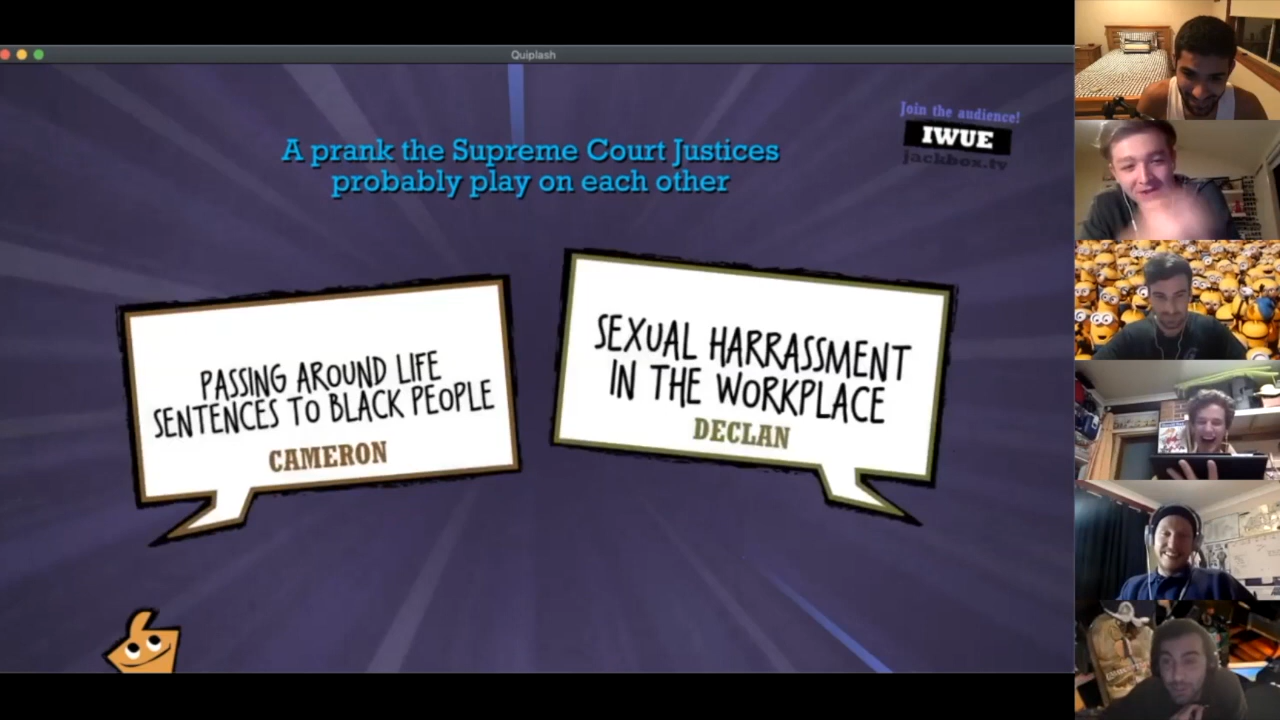 Quiplash
Join the audience!
IWUE
jackbox.tv
A prank the Supreme Court Justices
probably play on each other
PASSING AROUND LIFE
SENTENCES TO BLACK PEOPLE
CAMERON
SEXUAL HARRASSMENT
IN THE WORKPLACE
DECLAN